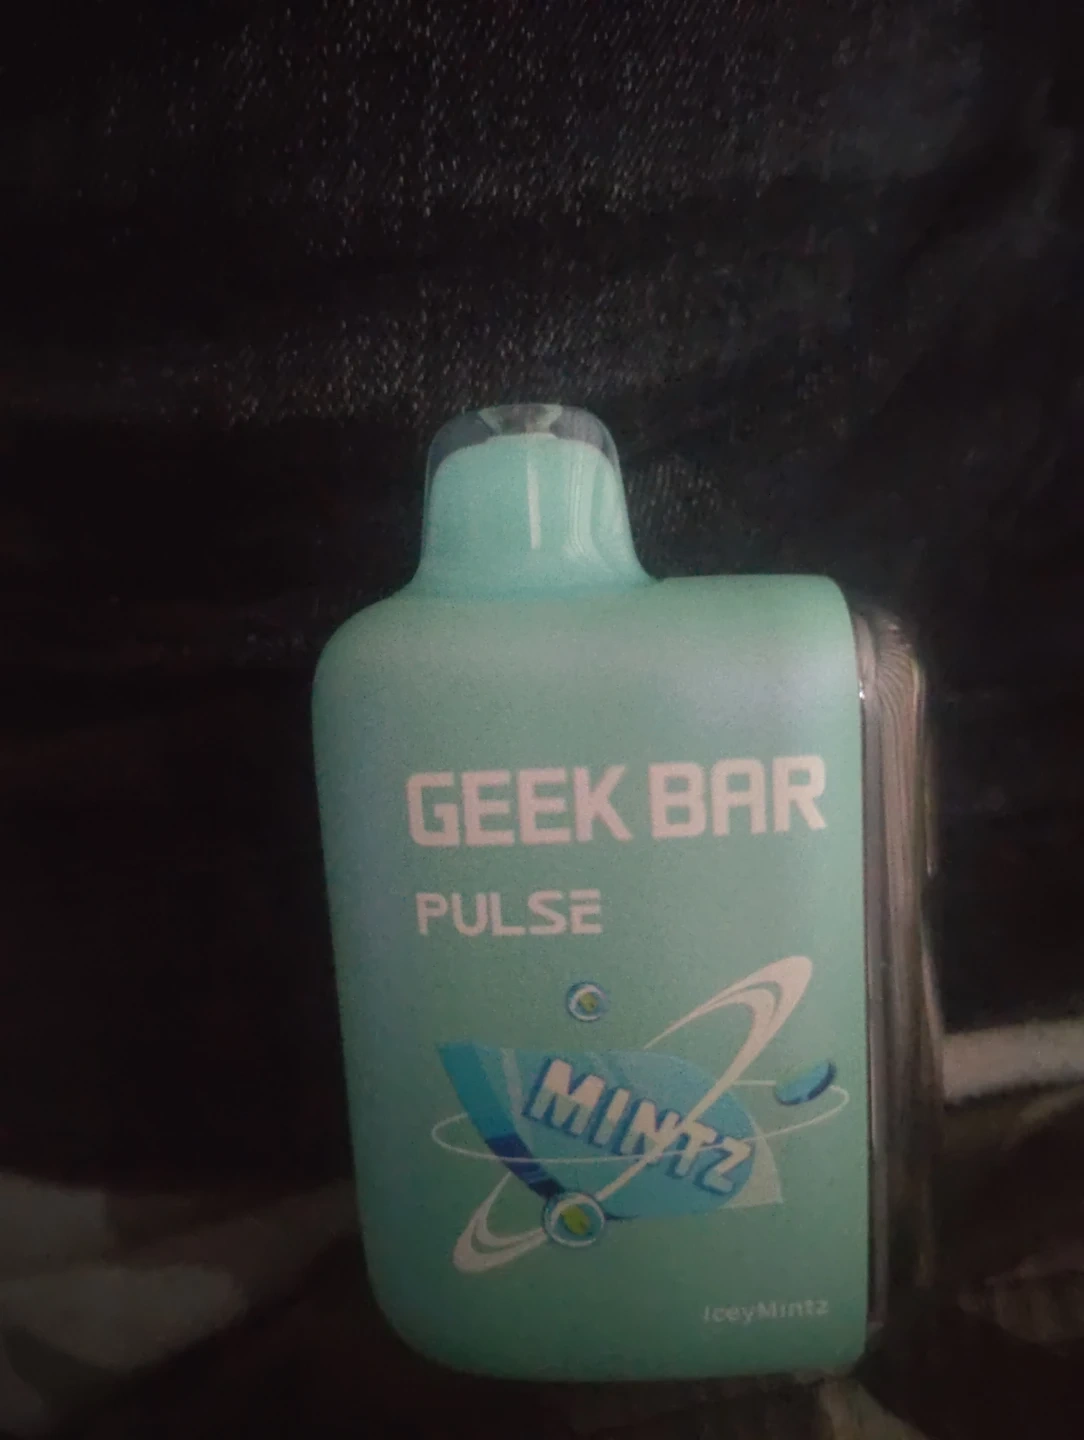 GEEK BAR
PULSE
MINTZ
IceyMintz